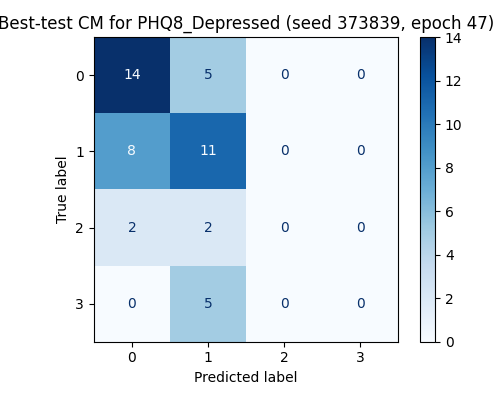 Best-test CM for PHQ8_Depressed (seed 373839, epoch 47)
14
0 14 5 0 0
12
10
1 8 11 0 0
8
True label
6
2 2 2 0 0
4
3 0 5 0 0
2
0
0 1 2 3
Predicted label